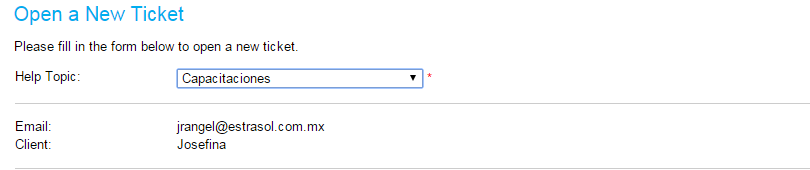 Open a New Ticket
Please fill in the form below to open a new ticket.
Help Topic: Capacitaciones *
Email: jrangel@estrasol.com.mx
Client: Josefina